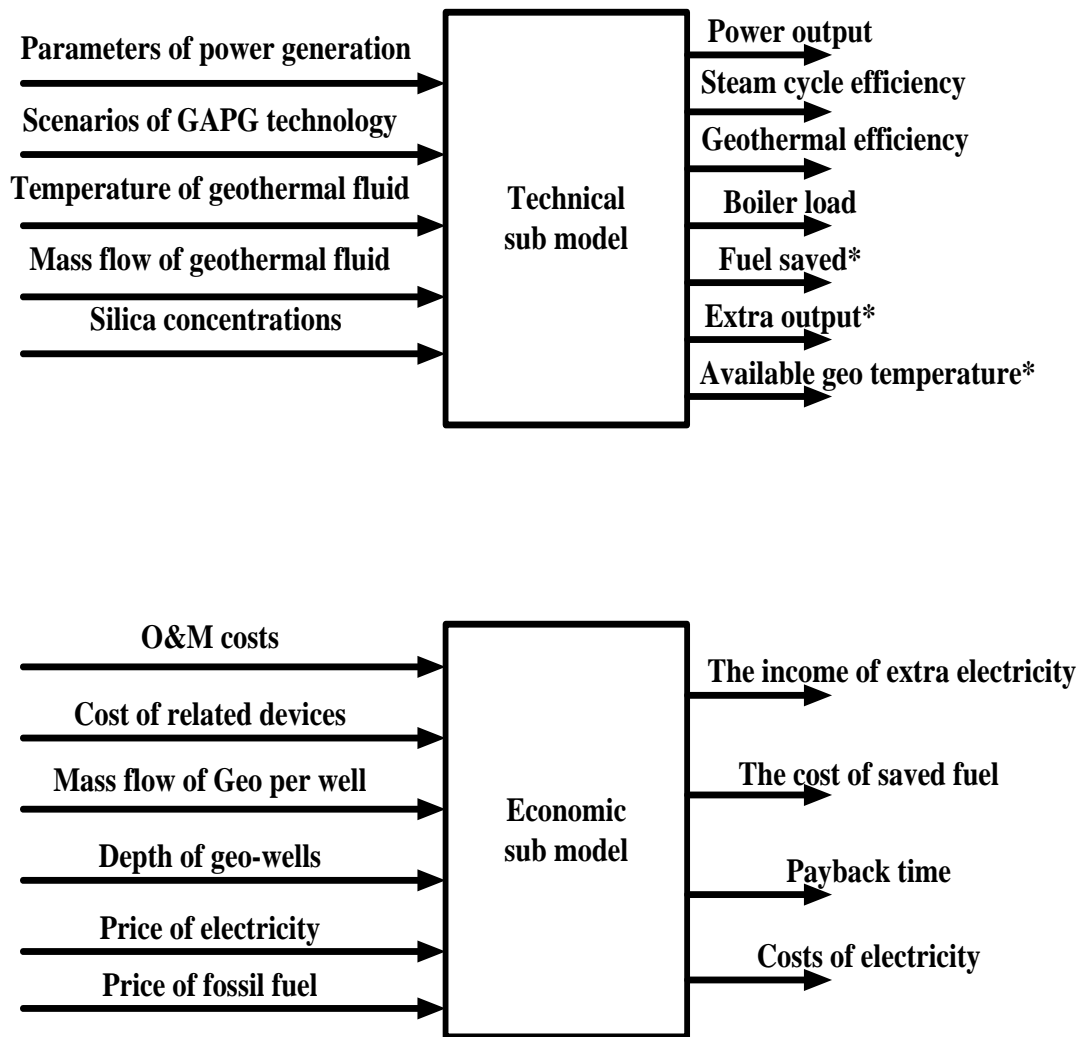 Parameters of power generation
Scenarios of GAPG technology
Temperature of geothermal fluid
Mass flow of geothermal fluid
Silica concentrations
Technical
sub model
Power output
Steam cycle efficiency
Geothermal efficiency
Boiler load
Fuel saved*
Extra output*
Available geo temperature*
O&M costs
Cost of related devices
Mass flow of Geo per well
Depth of geo-wells
Price of electricity
Price of fossil fuel
Economic
sub model
The income of extra electricity
The cost of saved fuel
Payback time
Costs of electricity